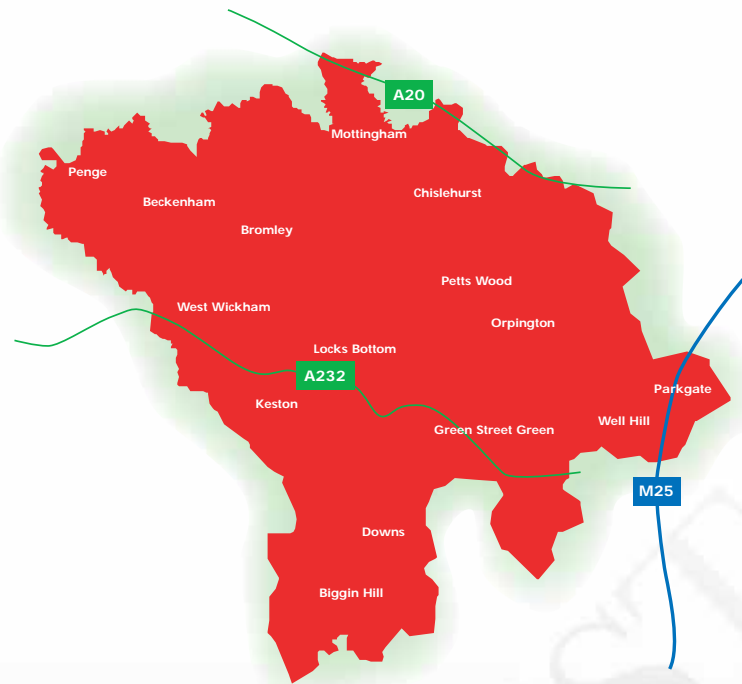 A20
Mottingham
Penge
Chislehurst
Beckenham
Bromley
Petts Wood
West Wickham
Orpington
Locks Bottom
A232
Parkgate
Keston
Well Hill
Green Street Green
M25
Downs
Biggin Hill